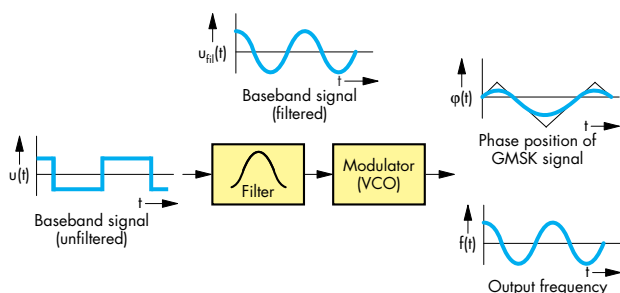 u_fil(t)
t
Baseband signal
(filtered)
φ(t)
t
Phase position of
GMSK signal
u(t)
t
Baseband signal
(unfiltered)
Filter
Modulator
(VCO)
f(t)
t
Output frequency